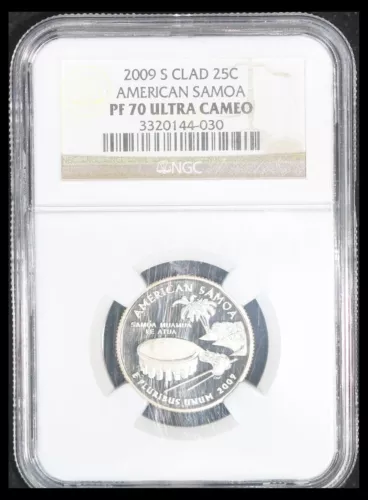 2009 S CLAD 25C
AMERICAN SAMOA
PF 70 ULTRA CAMEO
3320144-030
NGC
AMERICAN SAMOA
SAMOA MUAMUA
LE ATUA
E PLURIBUS UNUM 2009